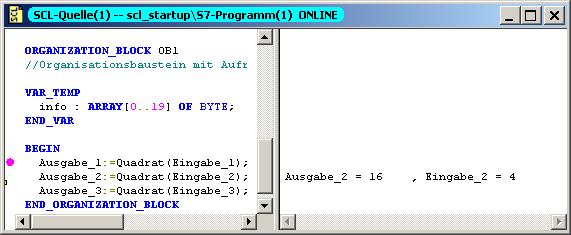 SCL-Quelle(1) -- scl_startup\S7-Programm(1) ONLINE
SCL
ORGANIZATION_BLOCK OB1
//Organisationsbaustein mit Aufr
VAR_TEMP
info : ARRAY[0..19] OF BYTE;
END_VAR
BEGIN
Ausgabe_1:=Quadrat(Eingabe_1);
Ausgabe_2:=Quadrat(Eingabe_2);
Ausgabe_2 = 16 , Eingabe_2 = 4
Ausgabe_3:=Quadrat(Eingabe_3);
END_ORGANIZATION_BLOCK